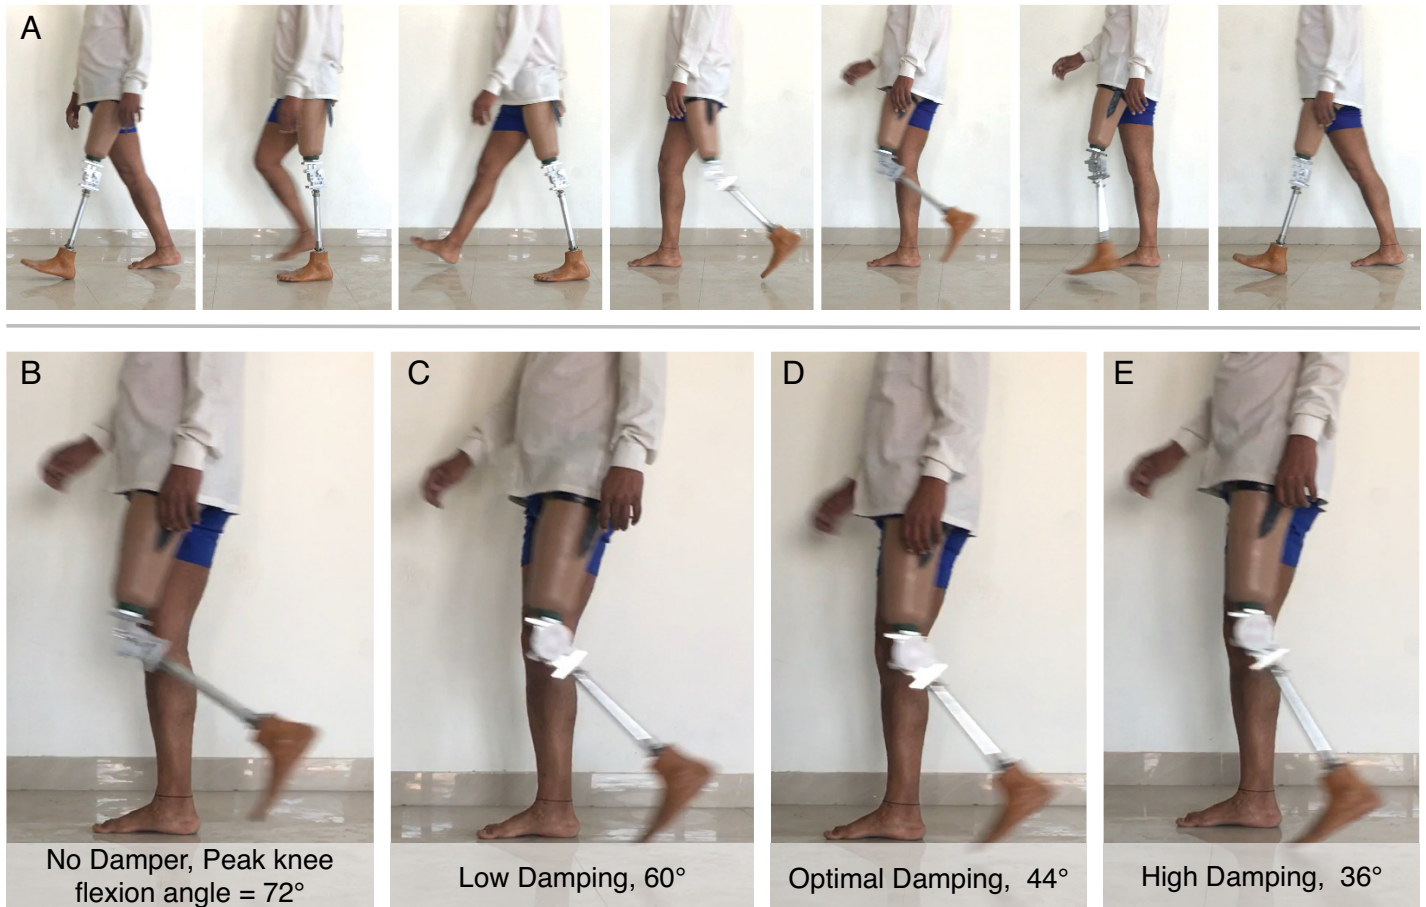 A
B
C
D
E
No Damper, Peak knee
flexion angle = 72°
Low Damping, 60°
Optimal Damping, 44°
High Damping, 36°